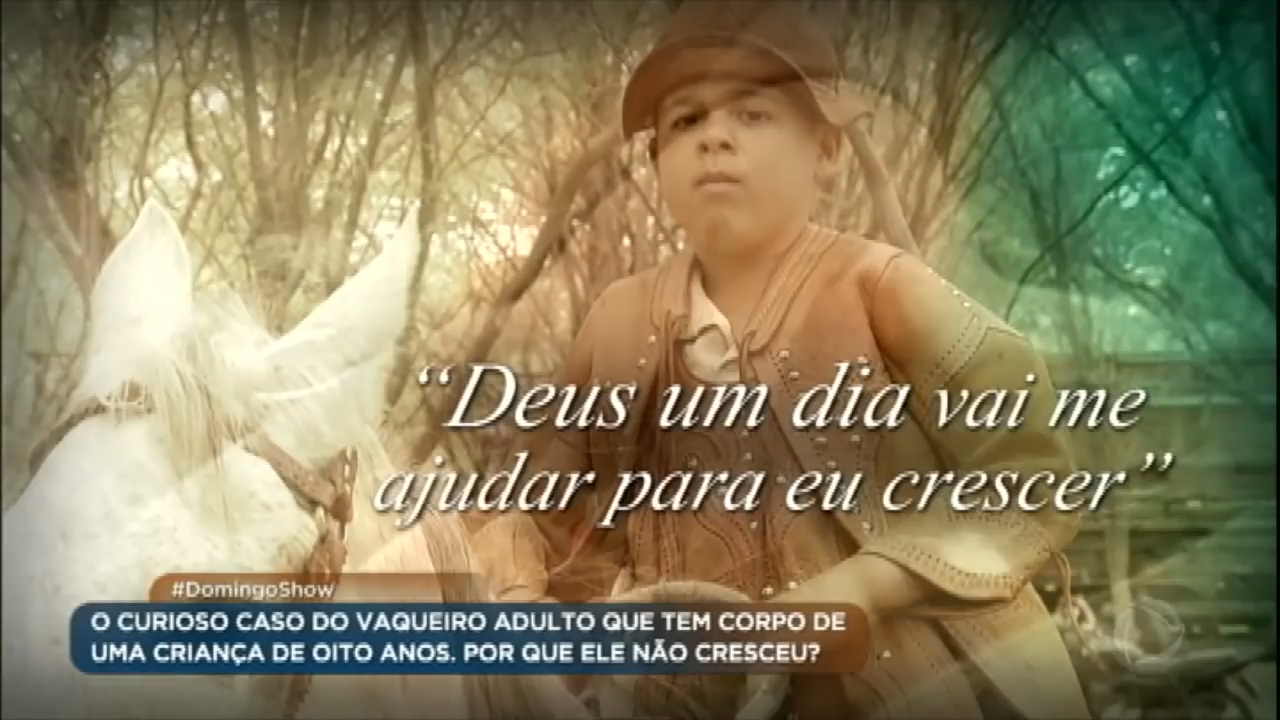 “Deus um dia vai me
ajudar para eu crescer”
#DomingoShow
O CURIOSO CASO DO VAQUEIRO ADULTO QUE TEM CORPO DE
UMA CRIANÇA DE OITO ANOS. POR QUE ELE NÃO CRESCEU?